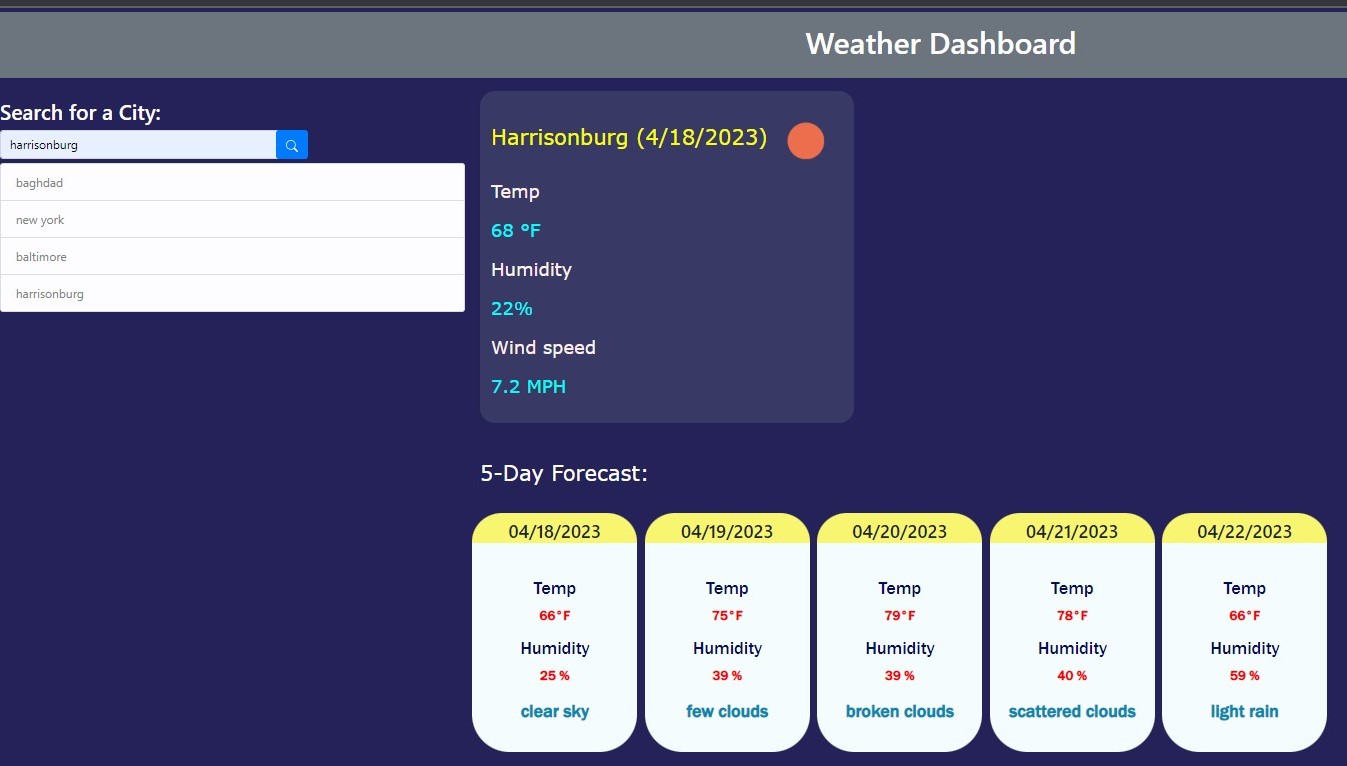 Weather Dashboard
Search for a City:
harrisonburg
baghdad
new york
baltimore
harrisonburg
Harrisonburg (4/18/2023)
Temp
68 °F
Humidity
22%
Wind speed
7.2 MPH
5-Day Forecast:
04/18/2023
Temp
66°F
Humidity
25 %
clear sky
04/19/2023
Temp
75°F
Humidity
39 %
few clouds
04/20/2023
Temp
79°F
Humidity
39 %
broken clouds
04/21/2023
Temp
78°F
Humidity
40 %
scattered clouds
04/22/2023
Temp
66°F
Humidity
59 %
light rain